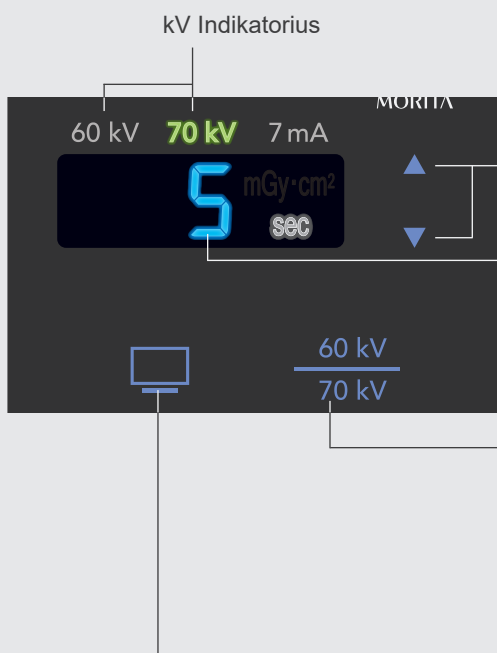 kV Indikatorius
MORITA
60 kV 70 kV 7 mA
5 mGy·cm²
sec
60 kV
70 kV